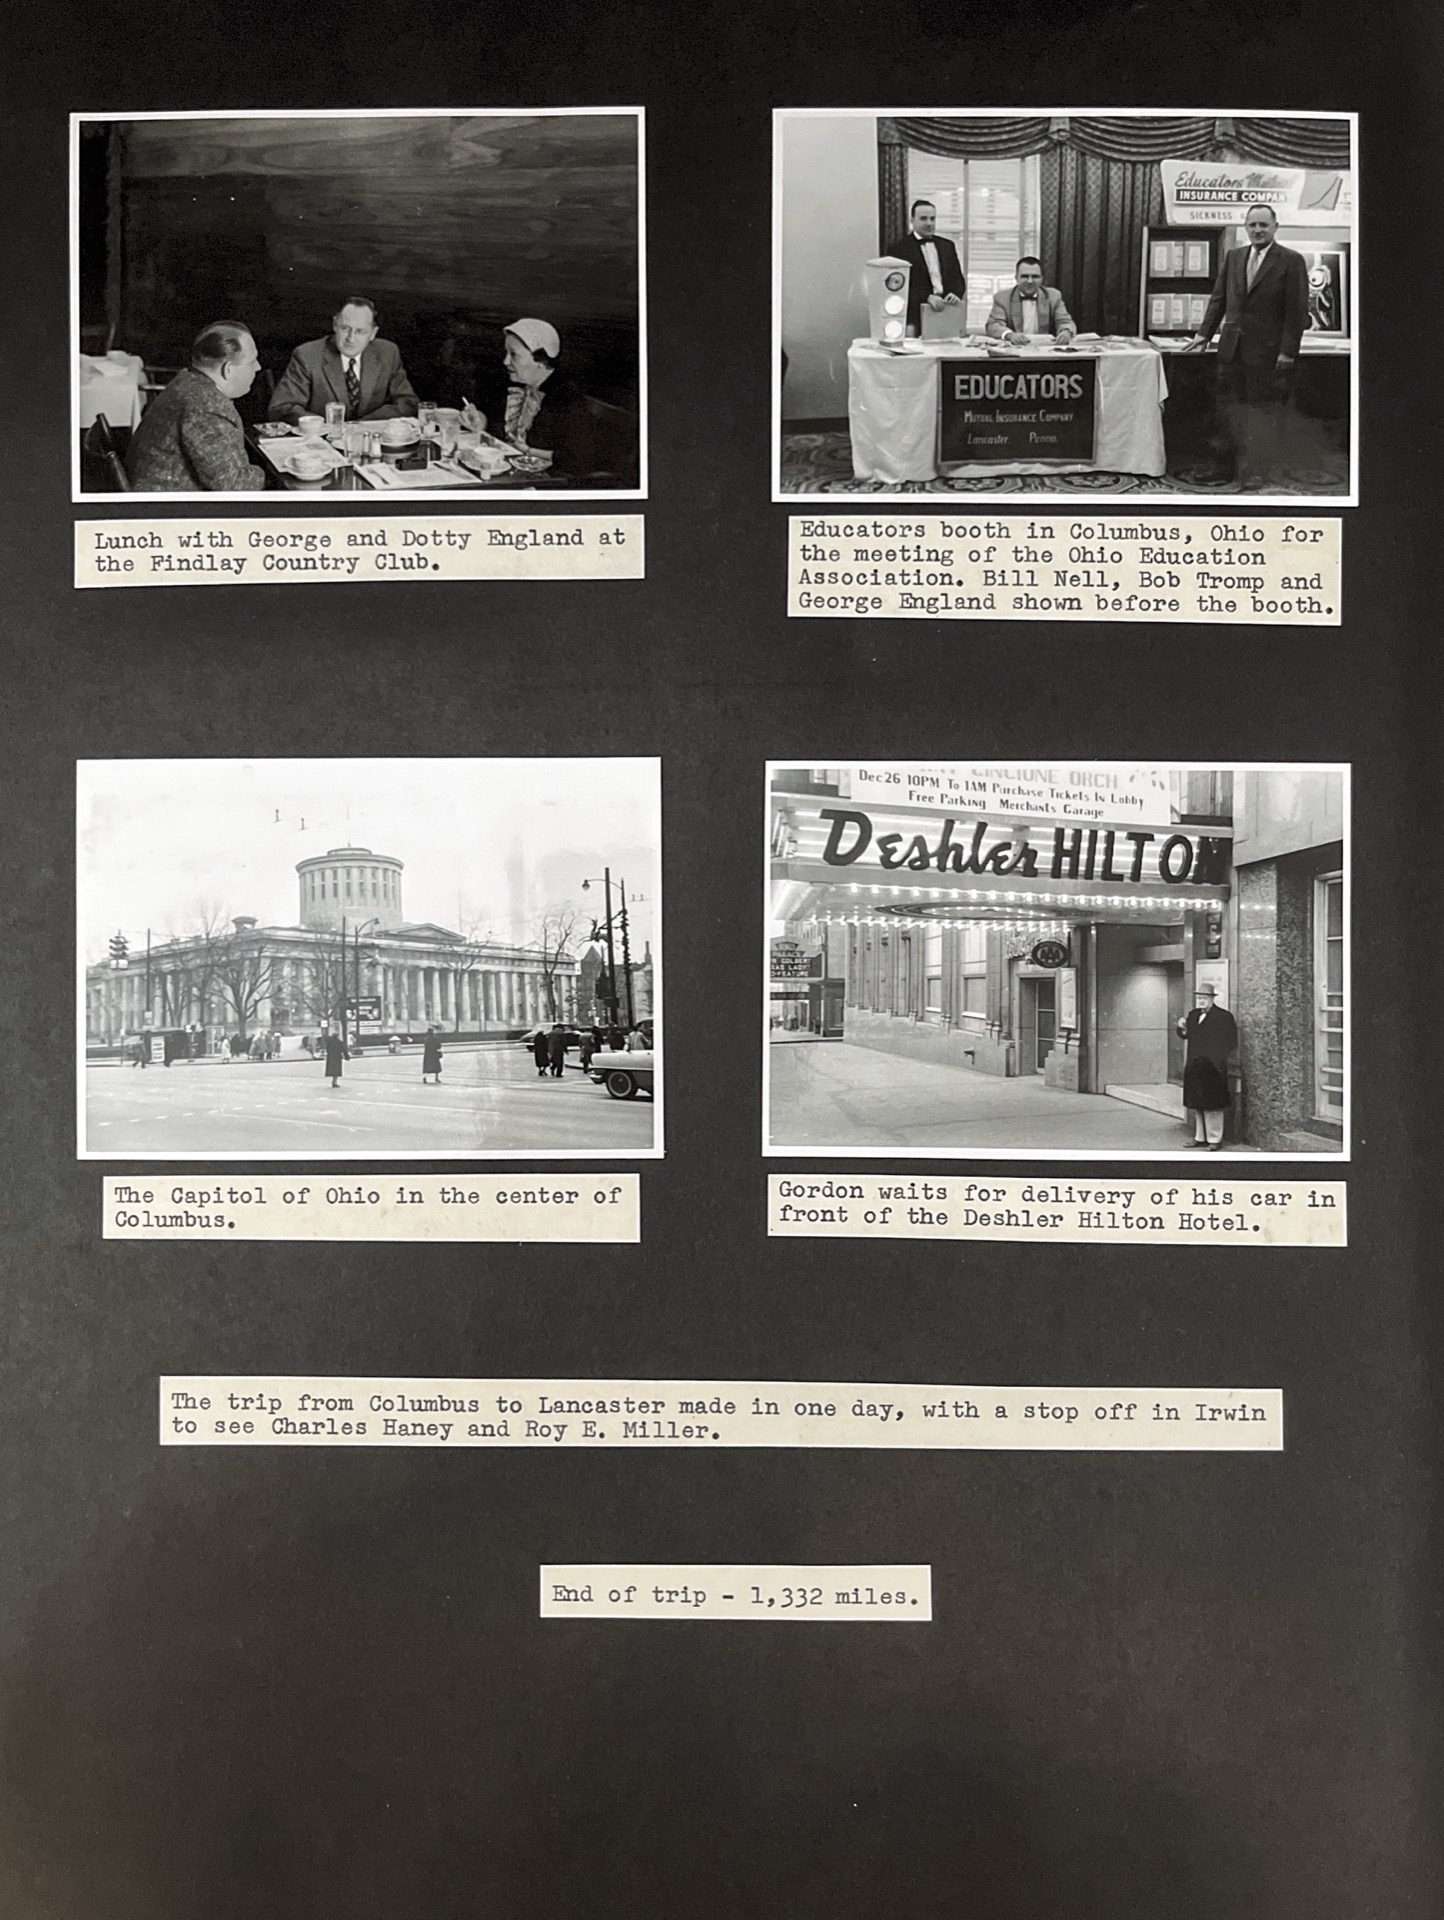 Educators Mutual
INSURANCE COMPAN
SICKNESS
EDUCATORS
MUTUAL INSURANCE COMPANY
Lancaster Penna.
Lunch with George and Dotty England at
the Findlay Country Club.
Educators booth in Columbus, Ohio for
the meeting of the Ohio Education
Association. Bill Nell, Bob Tromp and
George England shown before the booth.
ORCH
Dec 26 10PM To 1AM Purchase Tickets In Lobby
Free Parking Merchants Garage
Deshler HILTON
AAA
The Capitol of Ohio in the center of
Columbus.
Gordon waits for delivery of his car in
front of the Deshler Hilton Hotel.
The trip from Columbus to Lancaster made in one day, with a stop off in Irwin
to see Charles Haney and Roy E. Miller.
End of trip - 1,332 miles.